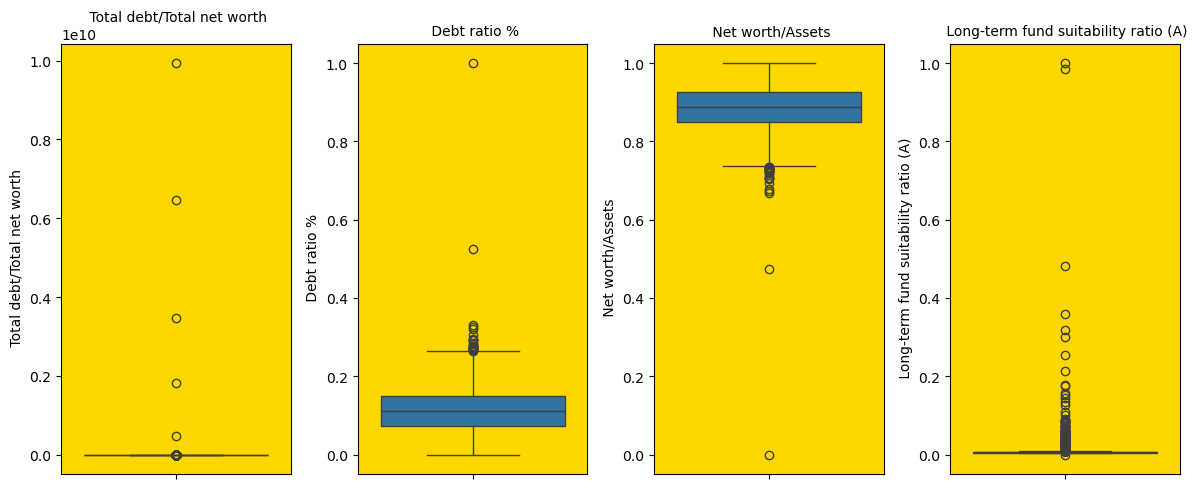 Total debt/Total net worth
1e10
1.0
0.8
0.6
0.4
0.2
0.0
Total debt/Total net worth
Debt ratio %
1.0
0.8
0.6
0.4
0.2
0.0
Debt ratio %
Net worth/Assets
1.0
0.8
0.6
0.4
0.2
0.0
Net worth/Assets
Long-term fund suitability ratio (A)
1.0
0.8
0.6
0.4
0.2
0.0
Long-term fund suitability ratio (A)